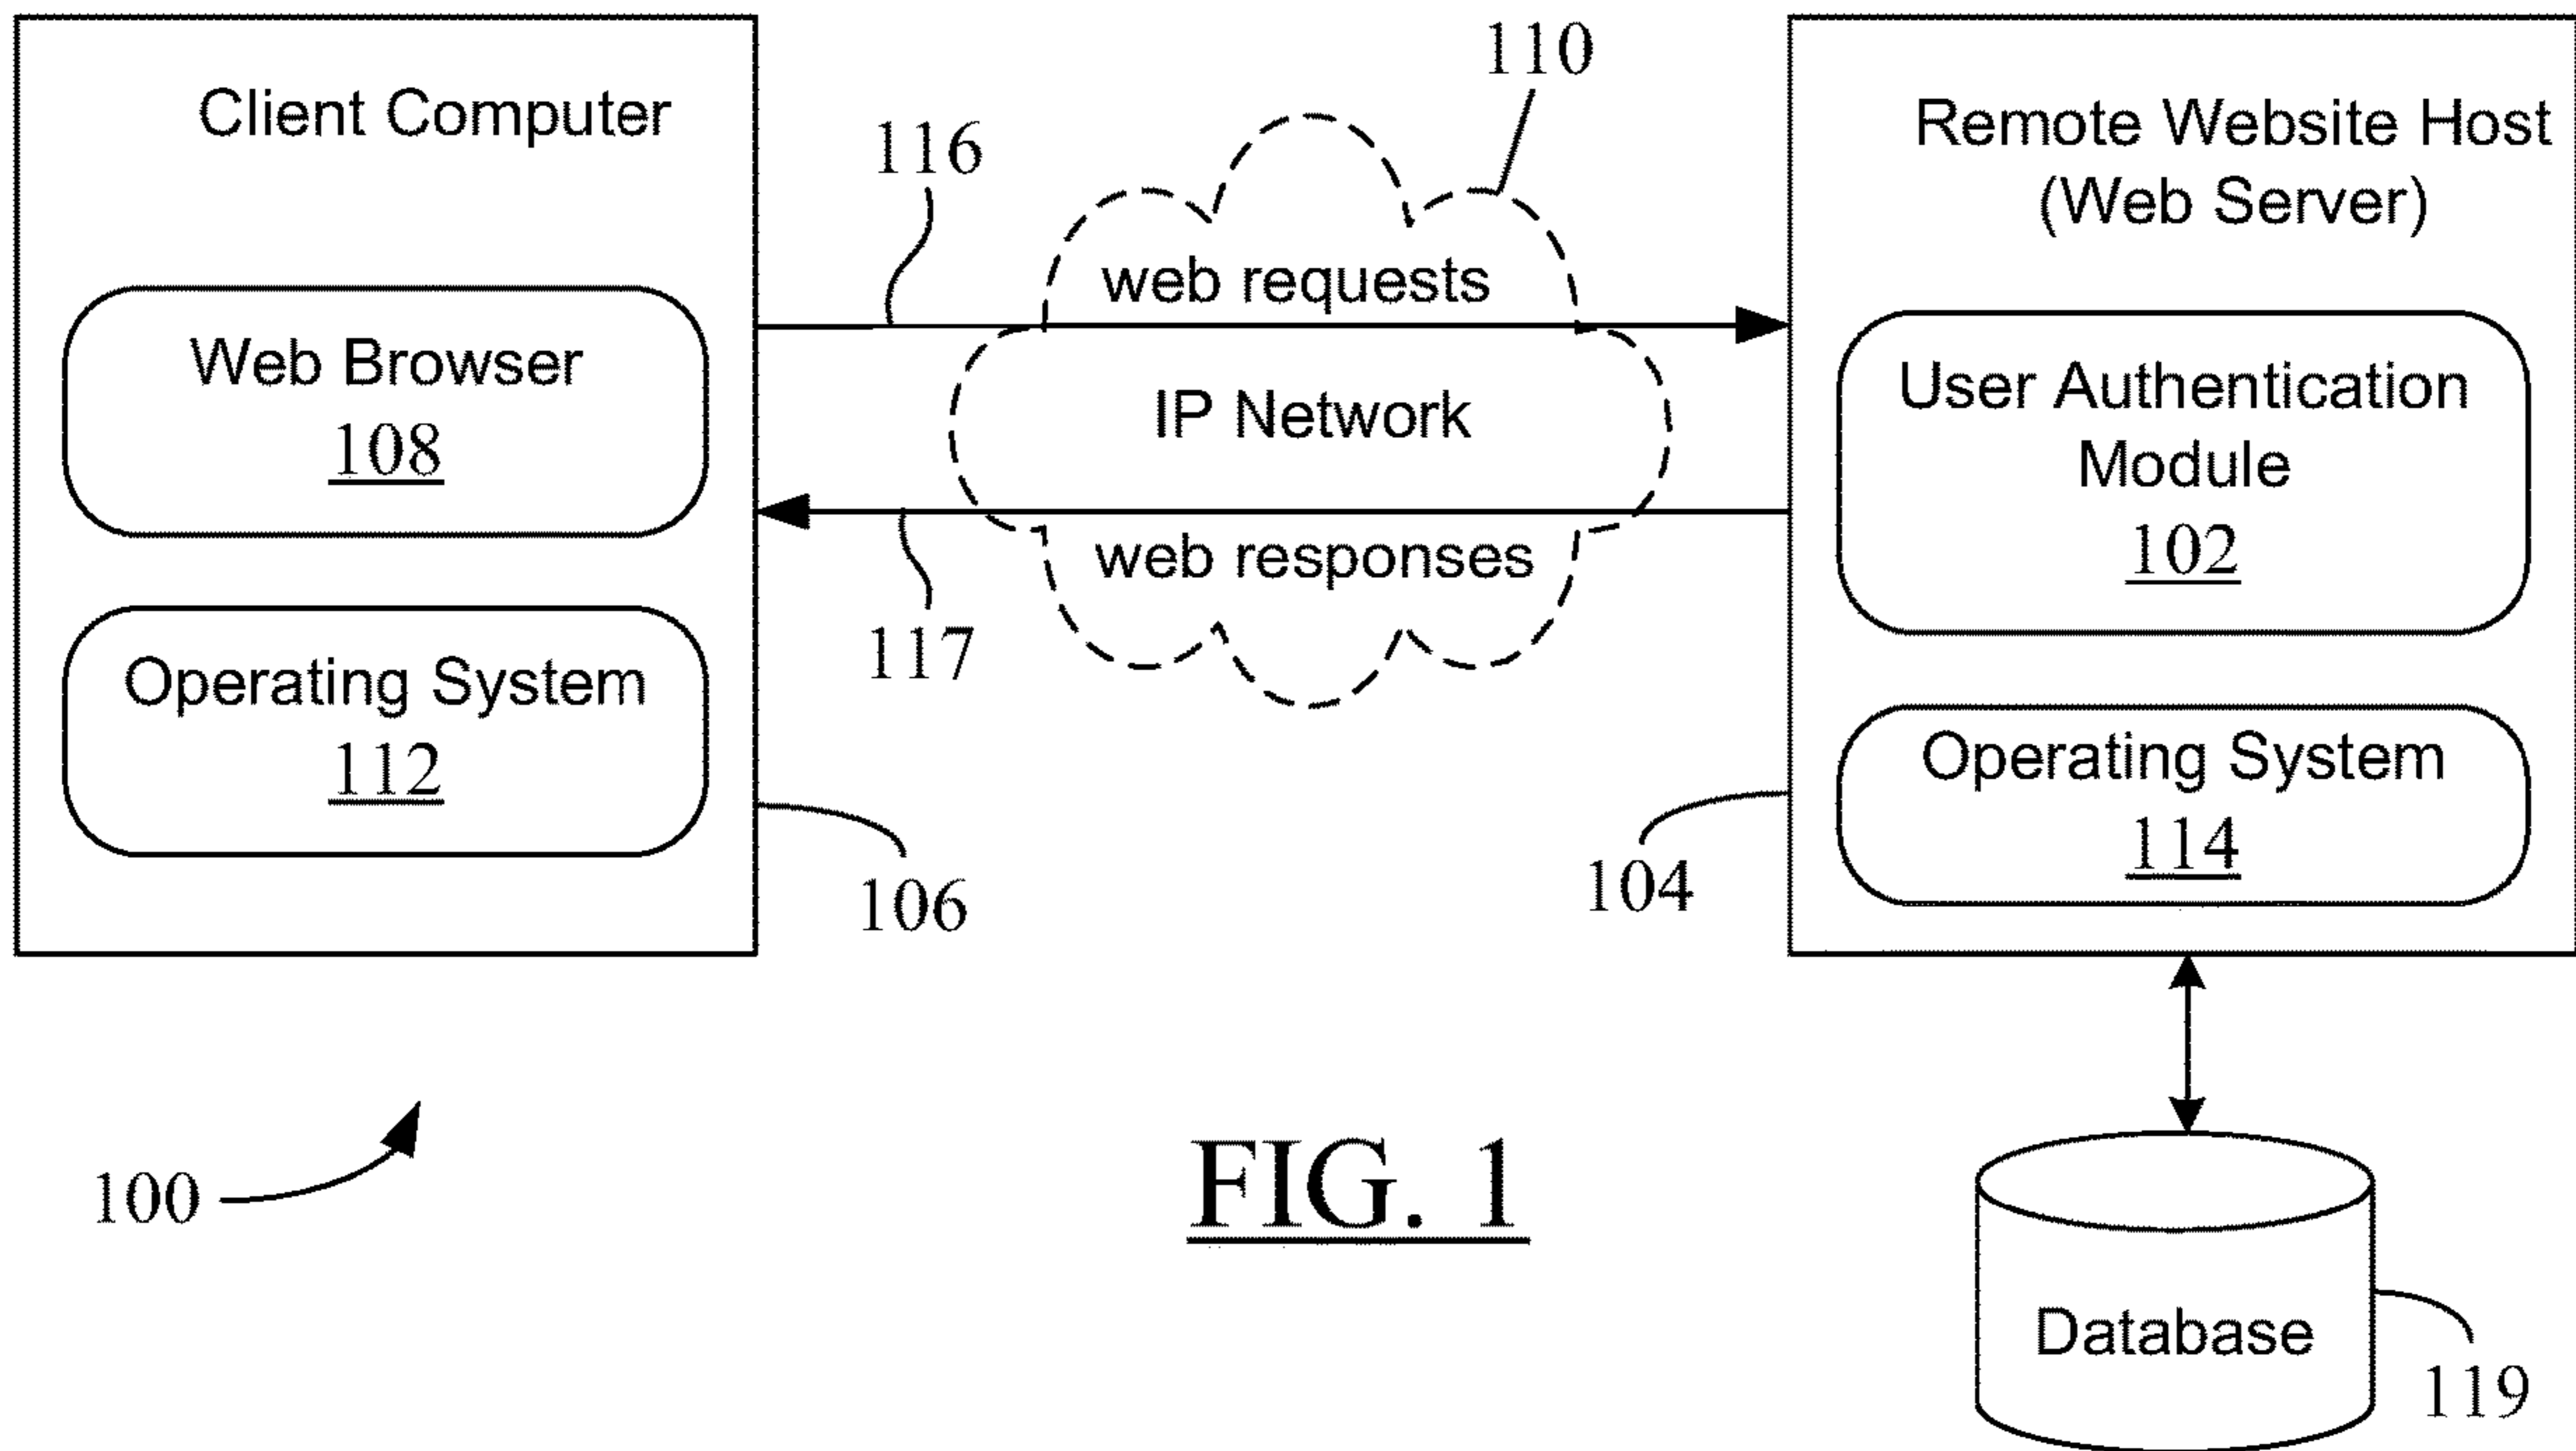 Client Computer
Web Browser
108
Operating System
112
106
116
110
web requests
IP Network
web responses
117
Remote Website Host
(Web Server)
User Authentication
Module
102
Operating System
114
104
100
FIG. 1
Database
119